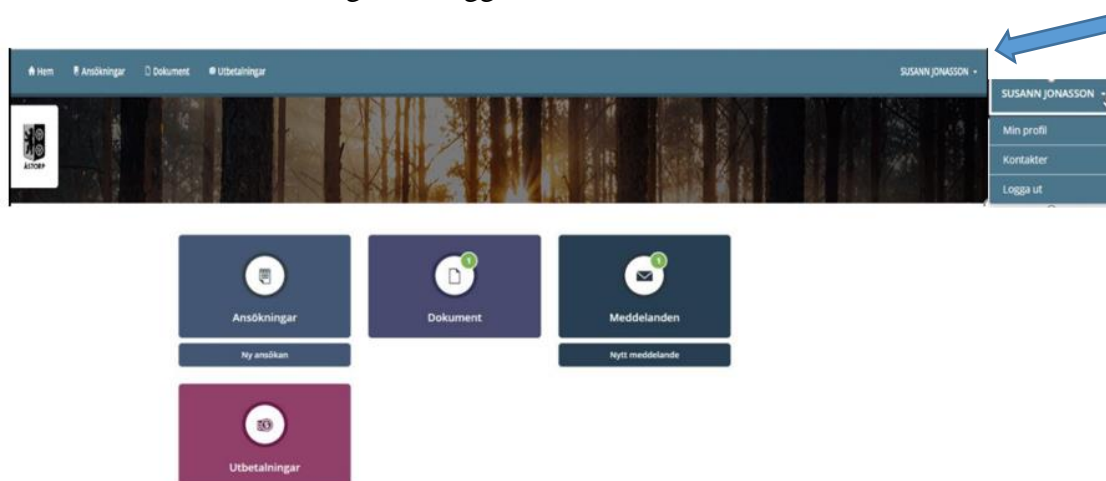 Hem Ansökningar Dokument Utbetalningar SUSANN JONASSON
SUSANN JONASSON
Min profil
Kontakter
Logga ut
ÅSTORP
1
1
Ansökningar Dokument Meddelanden
Ny ansökan Nytt meddelande
Utbetalningar